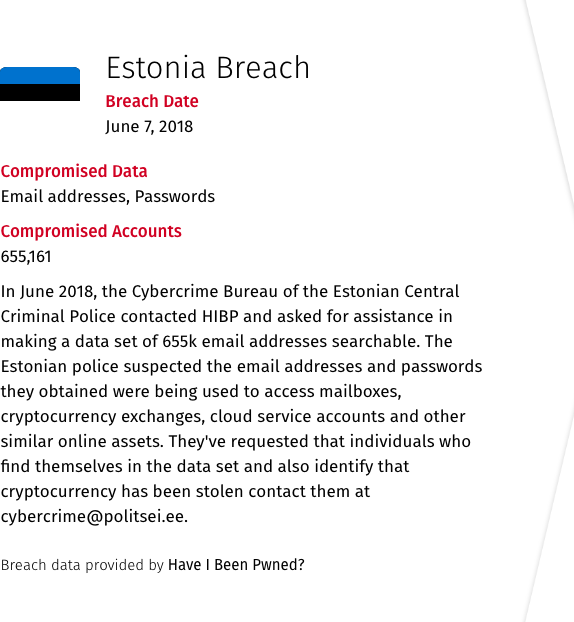 Estonia Breach
Breach Date
June 7, 2018
Compromised Data
Email addresses, Passwords
Compromised Accounts
655,161
In June 2018, the Cybercrime Bureau of the Estonian Central
Criminal Police contacted HIBP and asked for assistance in
making a data set of 655k email addresses searchable. The
Estonian police suspected the email addresses and passwords
they obtained were being used to access mailboxes,
cryptocurrency exchanges, cloud service accounts and other
similar online assets. They've requested that individuals who
find themselves in the data set and also identify that
cryptocurrency has been stolen contact them at
cybercrime@politsei.ee.
Breach data provided by Have I Been Pwned?